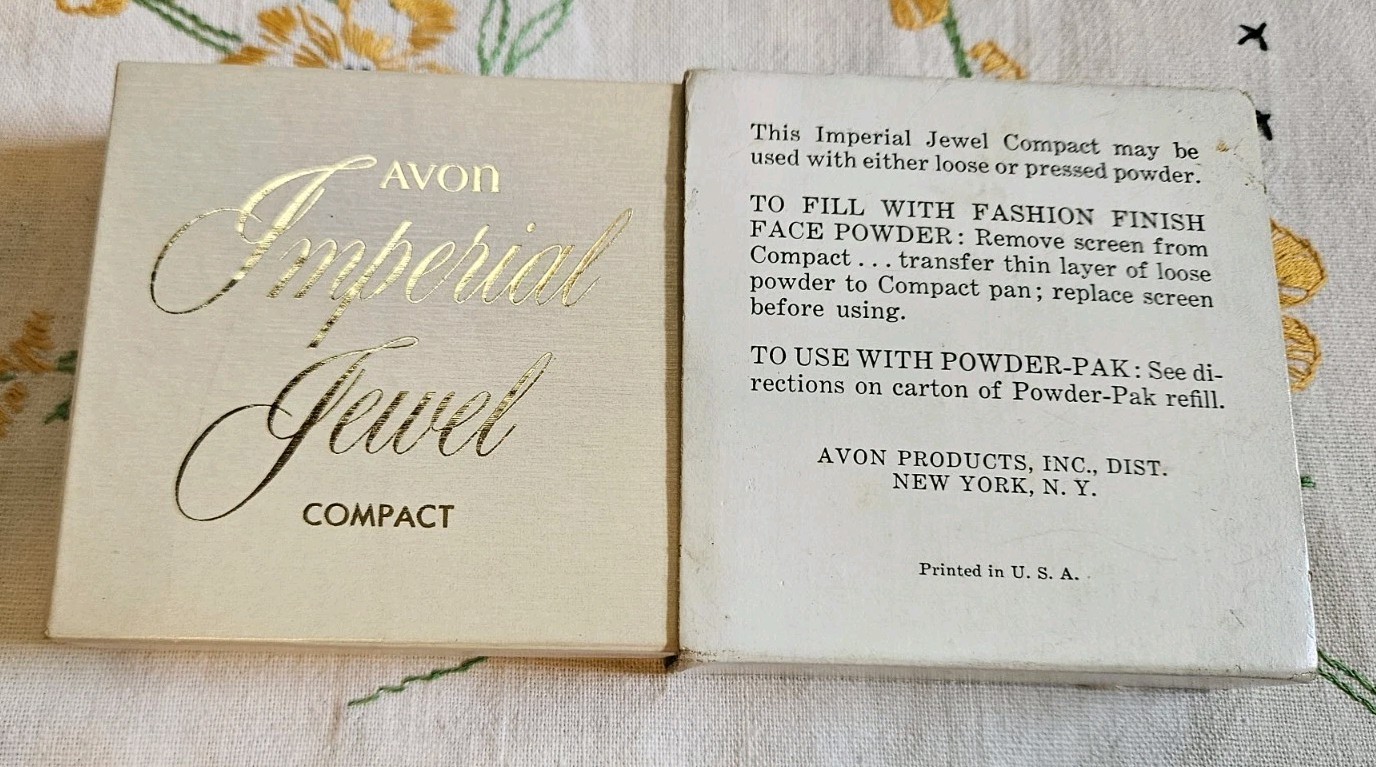 AVON
Imperial
Jewel
COMPACT
This Imperial Jewel Compact may be
used with either loose or pressed powder.
TO FILL WITH FASHION FINISH
FACE POWDER: Remove screen from
Compact . . . transfer thin layer of loose
powder to Compact pan; replace screen
before using.
TO USE WITH POWDER-PAK: See di-
rections on carton of Powder-Pak refill.
AVON PRODUCTS, INC., DIST.
NEW YORK, N. Y.
Printed in U. S. A.